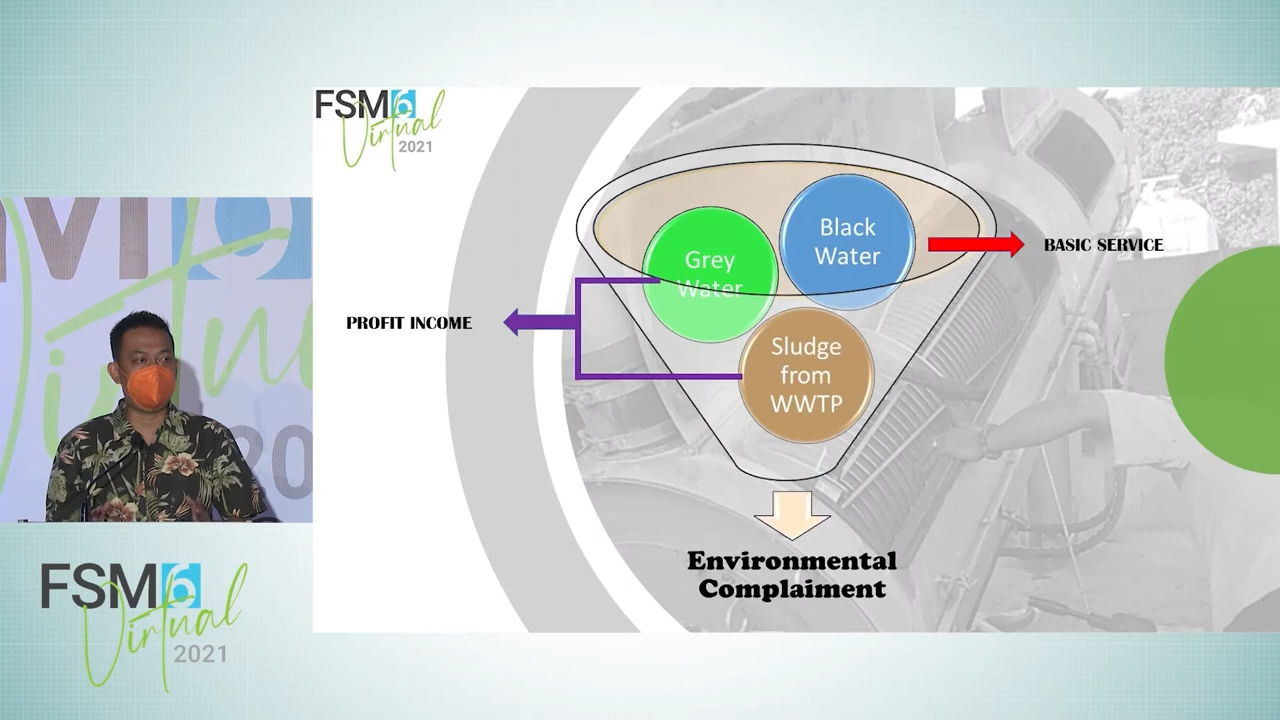 FSM6
Virtual
2021
Grey
Water
Black
Water
BASIC SERVICE
PROFIT INCOME
Sludge
from
WWTP
Environmental
Complaiment
FSM6
Virtual
2021